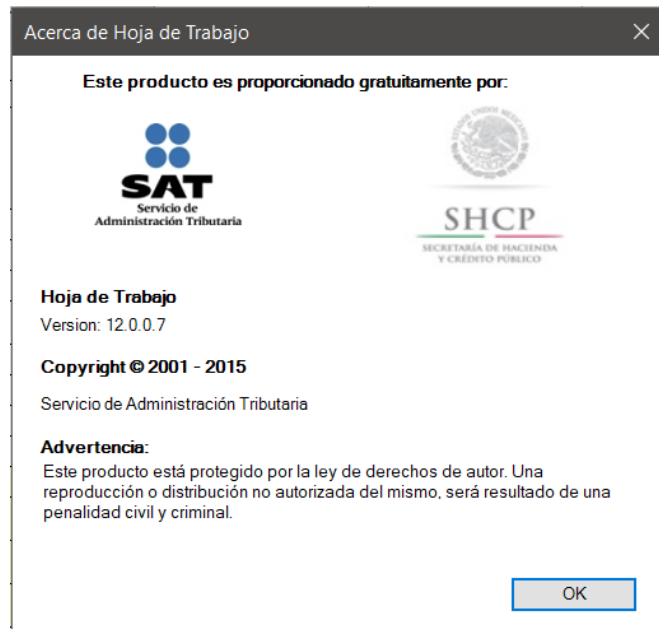 Acerca de Hoja de Trabajo
Este producto es proporcionado gratuitamente por:
SAT
Servicio de
Administración Tributaria
ESTADOS UNIDOS MEXICANOS
SHCP
SECRETARÍA DE HACIENDA
Y CRÉDITO PÚBLICO
Hoja de Trabajo
Version: 12.0.0.7
Copyright © 2001 - 2015
Servicio de Administración Tributaria
Advertencia:
Este producto está protegido por la ley de derechos de autor. Una
reproducción o distribución no autorizada del mismo, será resultado de una
penalidad civil y criminal.
OK